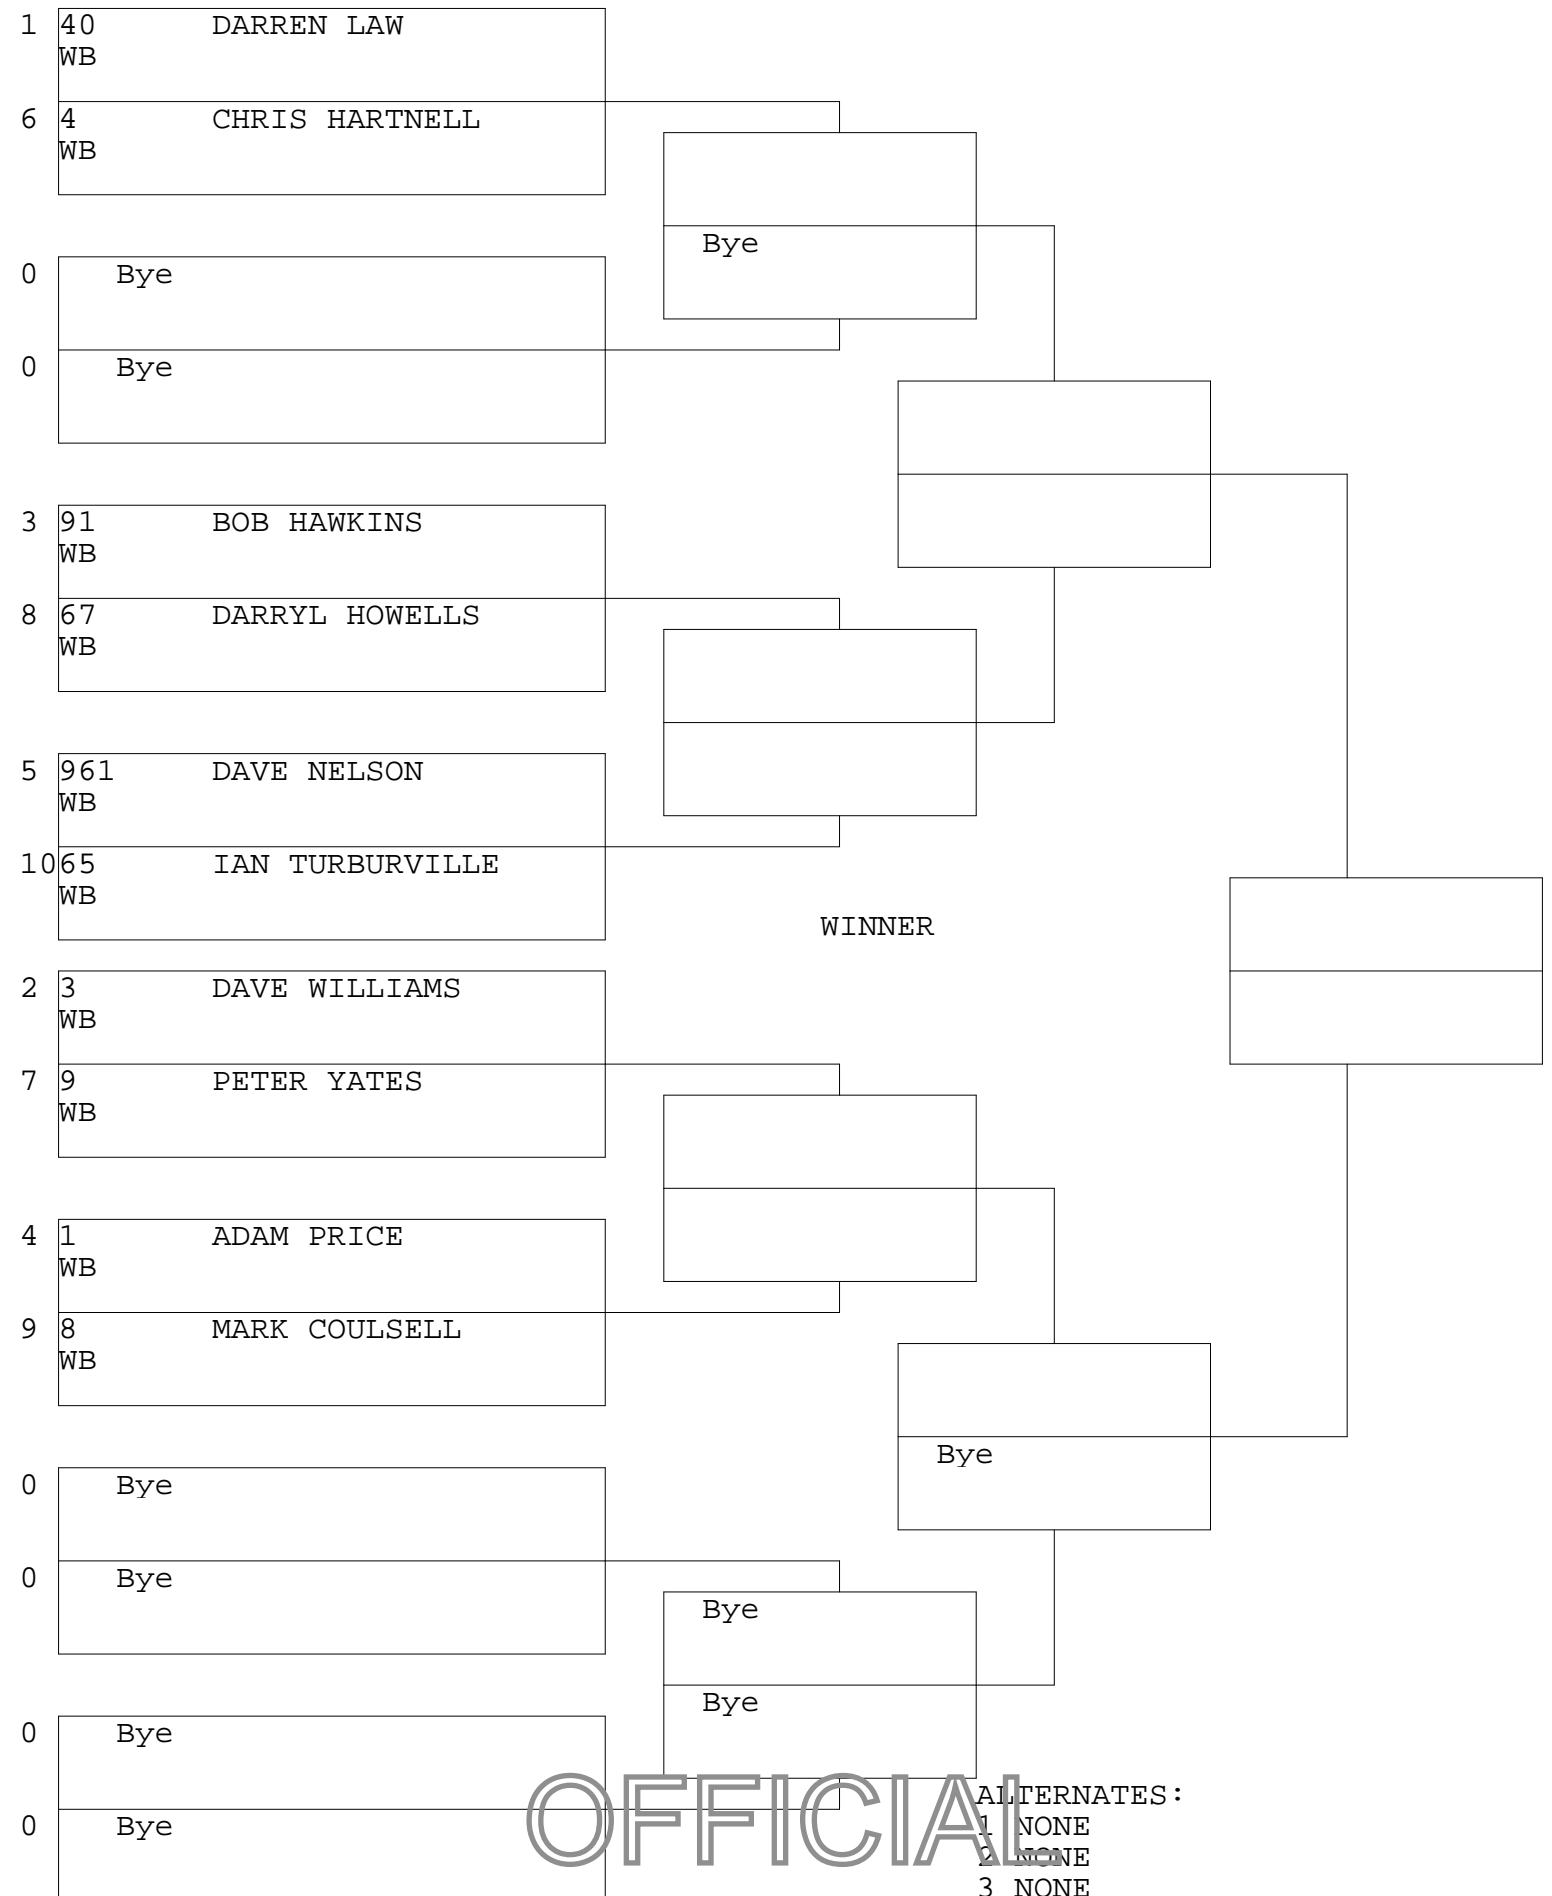 1 40 DARREN LAW
WB
6 4 CHRIS HARTNELL
WB
Bye
0 Bye
0 Bye
3 91 BOB HAWKINS
WB
8 67 DARRYL HOWELLS
WB
5 961 DAVE NELSON
WB
10 65 IAN TURBURVILLE
WB
WINNER
2 3 DAVE WILLIAMS
WB
7 9 PETER YATES
WB
4 1 ADAM PRICE
WB
9 8 MARK COULSELL
WB
Bye
0 Bye
0 Bye
Bye
Bye
0 Bye
0 Bye
OFFICIAL
ALTERNATES:
1 NONE
2 NONE
3 NONE